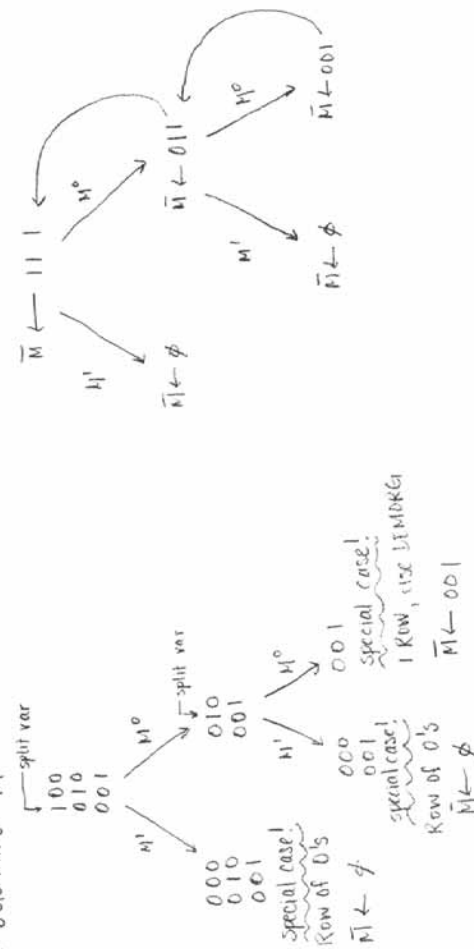 split var
100
010
001
M¹
M⁰
000
010
001
special case!
Row of 0's
M̄ ← ϕ
split var
010
001
M¹
M⁰
000
001
special case!
Row of 0's
M̄ ← ϕ
001
special case!
1 ROW, USE DEMORG
M̄ ← 001
M̄ ← 111
M¹
M⁰
M̄ ← ϕ
M̄ ← 011
M¹
M⁰
M̄ ← ϕ
M̄ ← 001